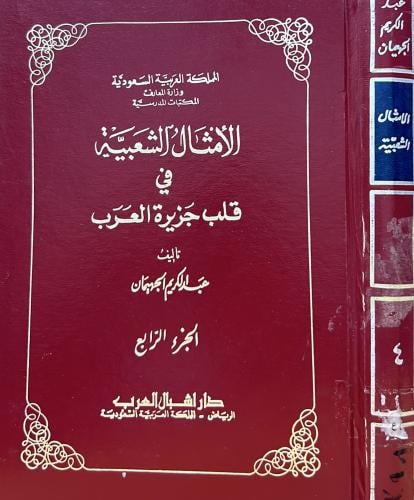 المملكة العربية السعودية
وزارة المعارف
المكتبات المدرسية
الأمثال الشعبية
في
قلب جزيرة العرب
تأليف
عبد الكريم الجهيمان
الجزء الرابع
دار أشبال العرب
الرياض - المملكة العربية السعودية
عبد
الكريم
الجهيمان
الأمثال
الشعبية
٤